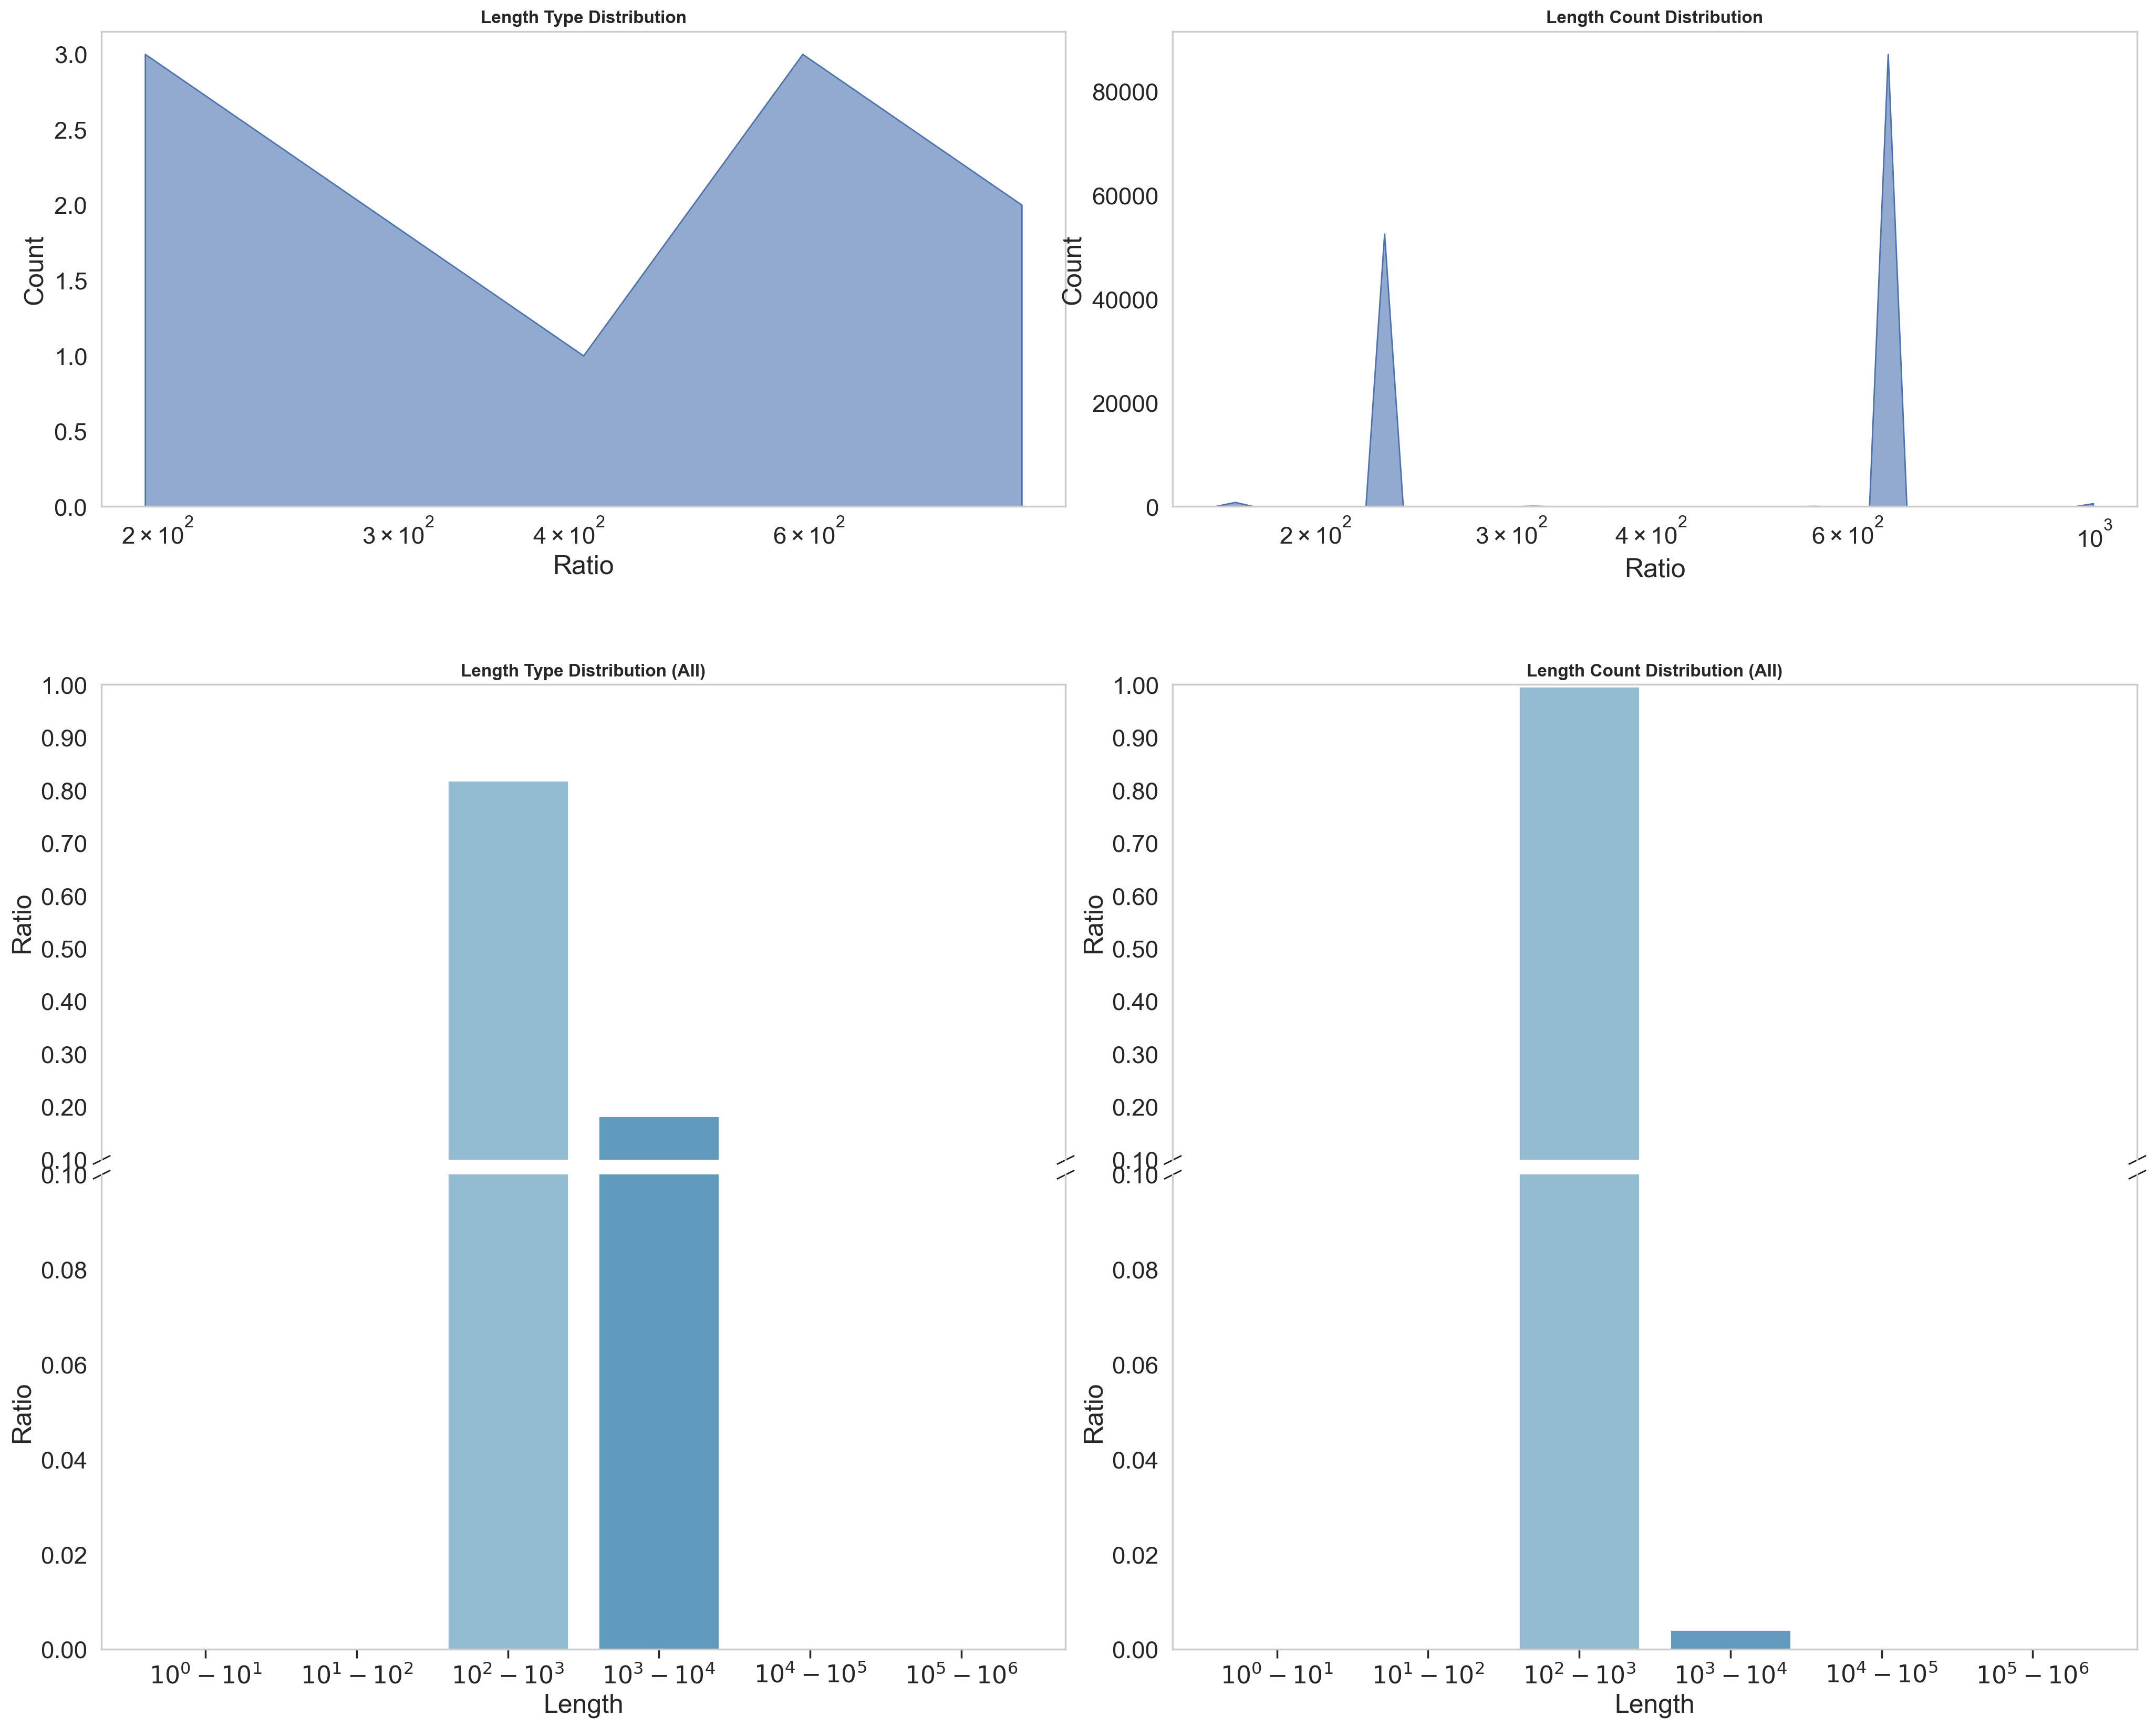 Length Type Distribution
3.0
2.5
2.0
1.5
1.0
0.5
0.0
Count
2 × 10² 3 × 10² 4 × 10² 6 × 10²
Ratio
Length Count Distribution
80000
60000
40000
20000
0
Count
2 × 10² 3 × 10² 4 × 10² 6 × 10² 10³
Ratio
Length Type Distribution (All)
1.00
0.90
0.80
0.70
0.60
0.50
0.40
0.30
0.20
0.10
Ratio
0.10
0.08
0.06
0.04
0.02
0.00
Ratio
10⁰ − 10¹ 10¹ − 10² 10² − 10³ 10³ − 10⁴ 10⁴ − 10⁵ 10⁵ − 10⁶
Length
Length Count Distribution (All)
1.00
0.90
0.80
0.70
0.60
0.50
0.40
0.30
0.20
0.10
Ratio
0.10
0.08
0.06
0.04
0.02
0.00
Ratio
10⁰ − 10¹ 10¹ − 10² 10² − 10³ 10³ − 10⁴ 10⁴ − 10⁵ 10⁵ − 10⁶
Length